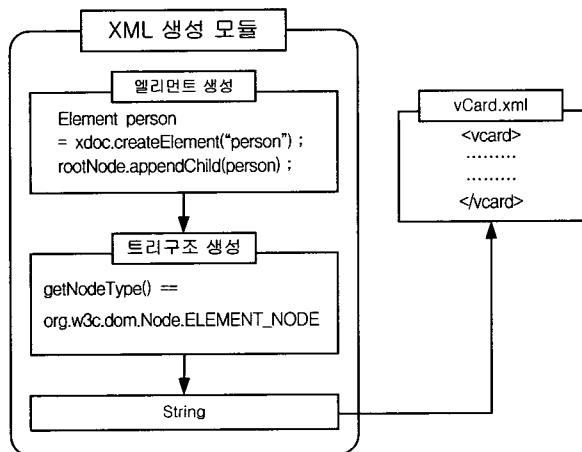 XML 생성 모듈
엘리먼트 생성
Element person
= xdoc.createElement(“person”) ;
rootNode.appendChild(person) ;
트리구조 생성
getNodeType() ==
org.w3c.dom.Node.ELEMENT_NODE
String
vCard.xml
<vcard>
.........
.........
</vcard>